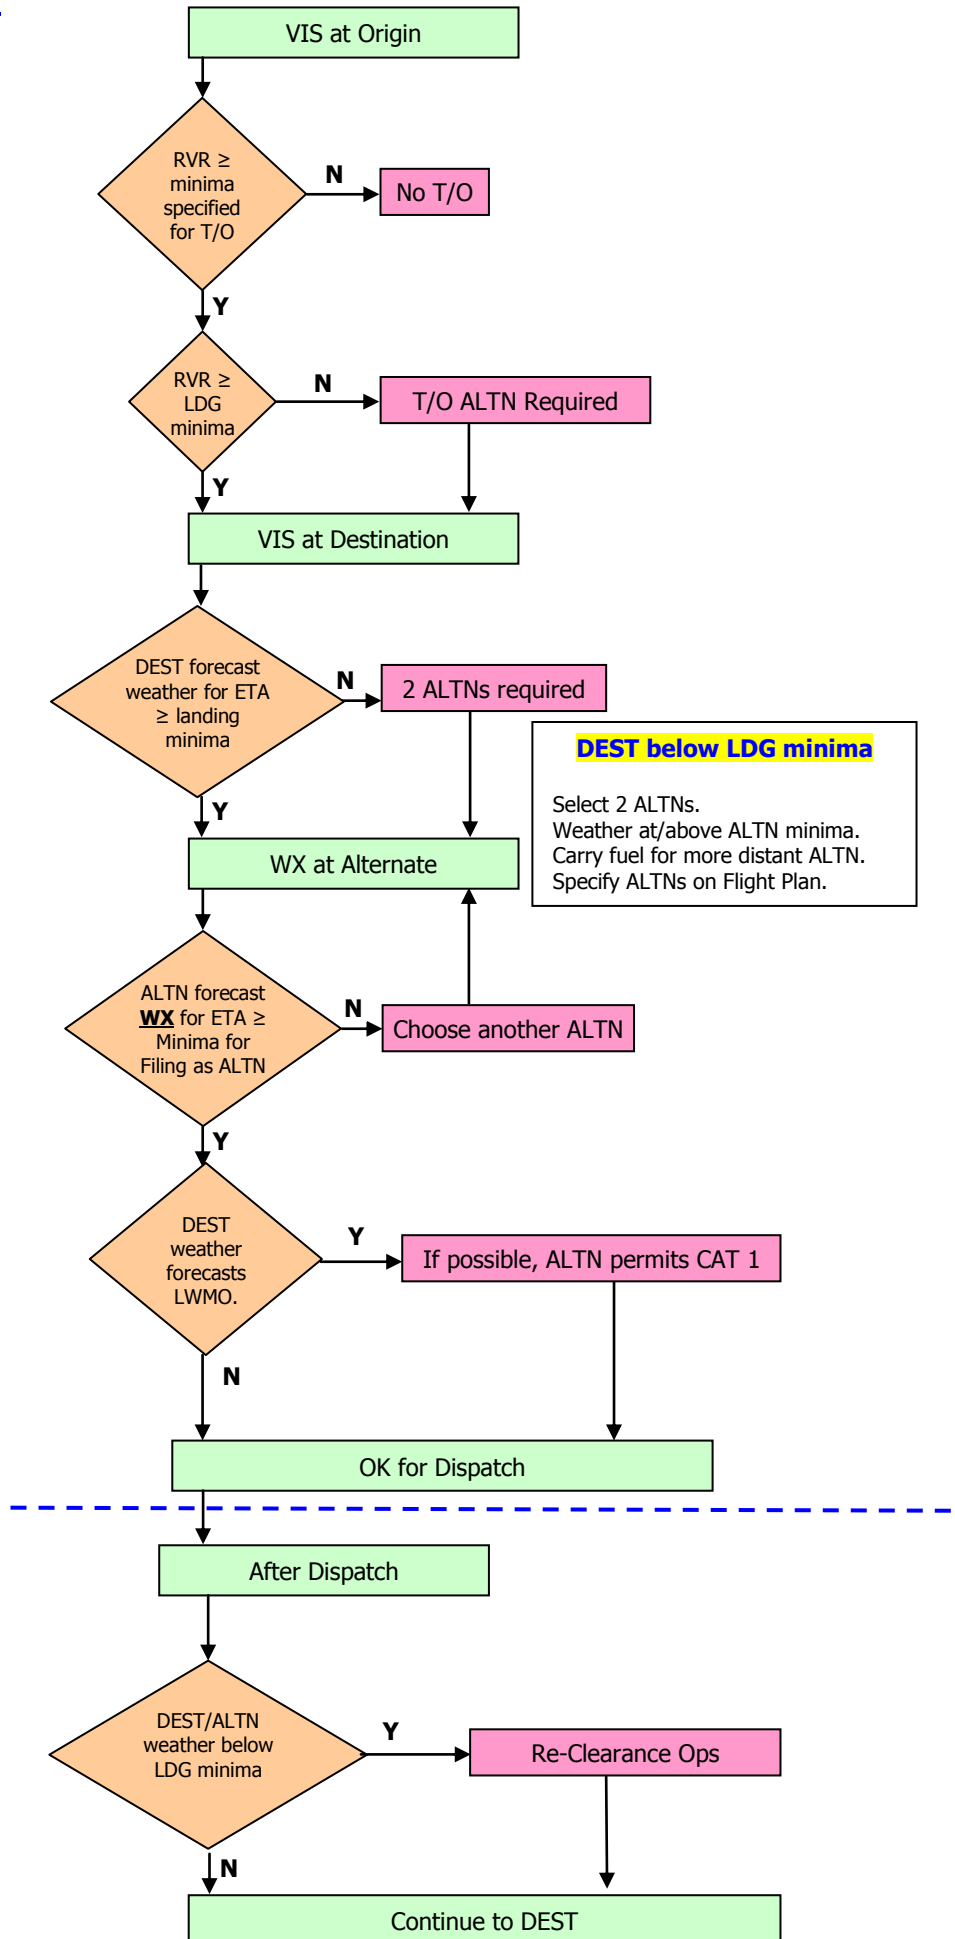 VIS at Origin
RVR ≥
minima
specified
for T/O
N
No T/O
Y
RVR ≥
LDG
minima
N
T/O ALTN Required
Y
VIS at Destination
DEST forecast
weather for ETA
≥ landing
minima
N
2 ALTNs required
DEST below LDG minima
Select 2 ALTNs.
Weather at/above ALTN minima.
Carry fuel for more distant ALTN.
Specify ALTNs on Flight Plan.
Y
WX at Alternate
ALTN forecast
WX for ETA ≥
Minima for
Filing as ALTN
N
Choose another ALTN
Y
DEST
weather
forecasts
LWMO.
Y
If possible, ALTN permits CAT 1
N
OK for Dispatch
After Dispatch
DEST/ALTN
weather below
LDG minima
Y
Re-Clearance Ops
N
Continue to DEST